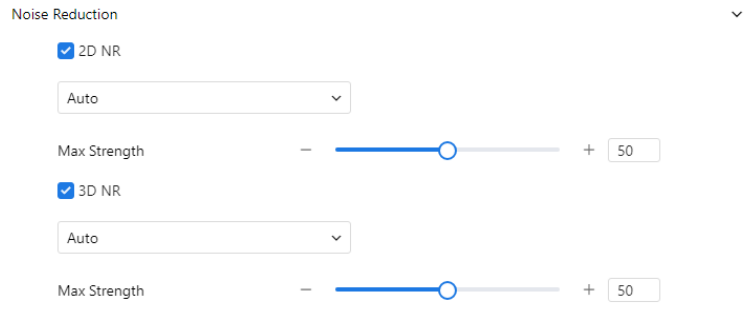 Noise Reduction
2D NR
Auto
Max Strength − + 50
3D NR
Auto
Max Strength − + 50